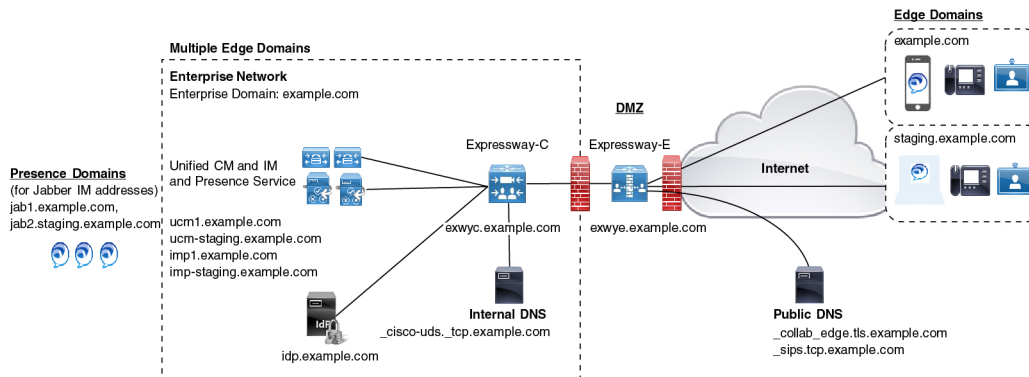 Edge Domains
example.com
Multiple Edge Domains
Enterprise Network
Enterprise Domain: example.com
DMZ
staging.example.com
Expressway-C
Expressway-E
Internet
Unified CM and IM
and Presence Service
Presence Domains
(for Jabber IM addresses)
jab1.example.com,
jab2.staging.example.com
ucm1.example.com
ucm-staging.example.com
imp1.example.com
imp-staging.example.com
exwyc.example.com
exwye.example.com
IdP
idp.example.com
Internal DNS
_cisco-uds._tcp.example.com
Public DNS
_collab_edge.tls.example.com
_sips.tcp.example.com